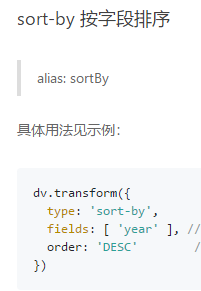 sort-by 按字段排序
alias: sortBy
具体用法见示例：
dv.transform({
  type: 'sort-by',
  fields: [ 'year' ], //
  order: 'DESC'        /
})